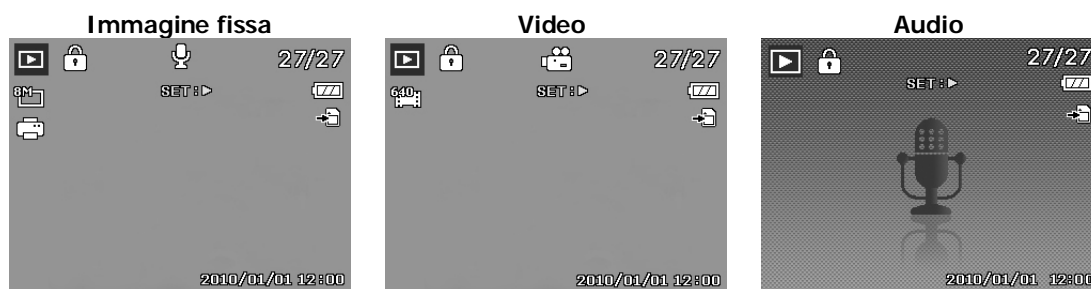 Immagine fissa Video Audio
27/27 27/27 27/27
8M SET: 640 SET: SET:
2010/01/01 12:00 2010/01/01 12:00 2010/01/01 12:00